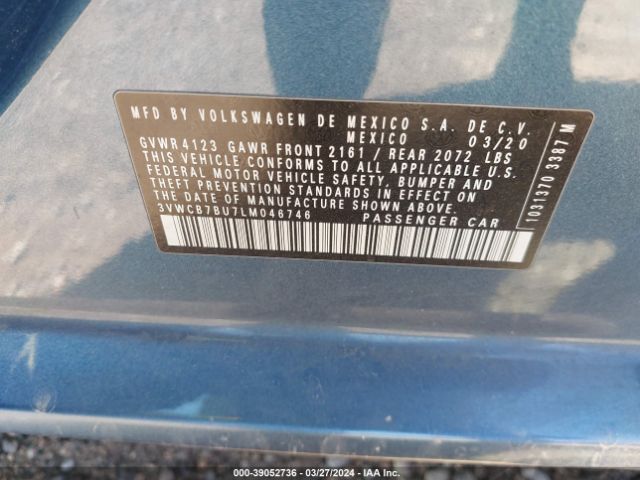 MFD BY VOLKSWAGEN DE MEXICO S.A. DE C.V.
MEXICO 03/20
GVWR 4123 GAWR FRONT 2161 / REAR 2072 LBS
THIS VEHICLE CONFORMS TO ALL APPLICABLE U.S.
FEDERAL MOTOR VEHICLE SAFETY, BUMPER AND
THEFT PREVENTION STANDARDS IN EFFECT ON
THE DATE OF MANUFACTURE SHOWN ABOVE.
3VWCB7BU7LM046746 PASSENGER CAR
1031370 3387 M
000-39052736 - 03/27/2024 - IAA Inc.